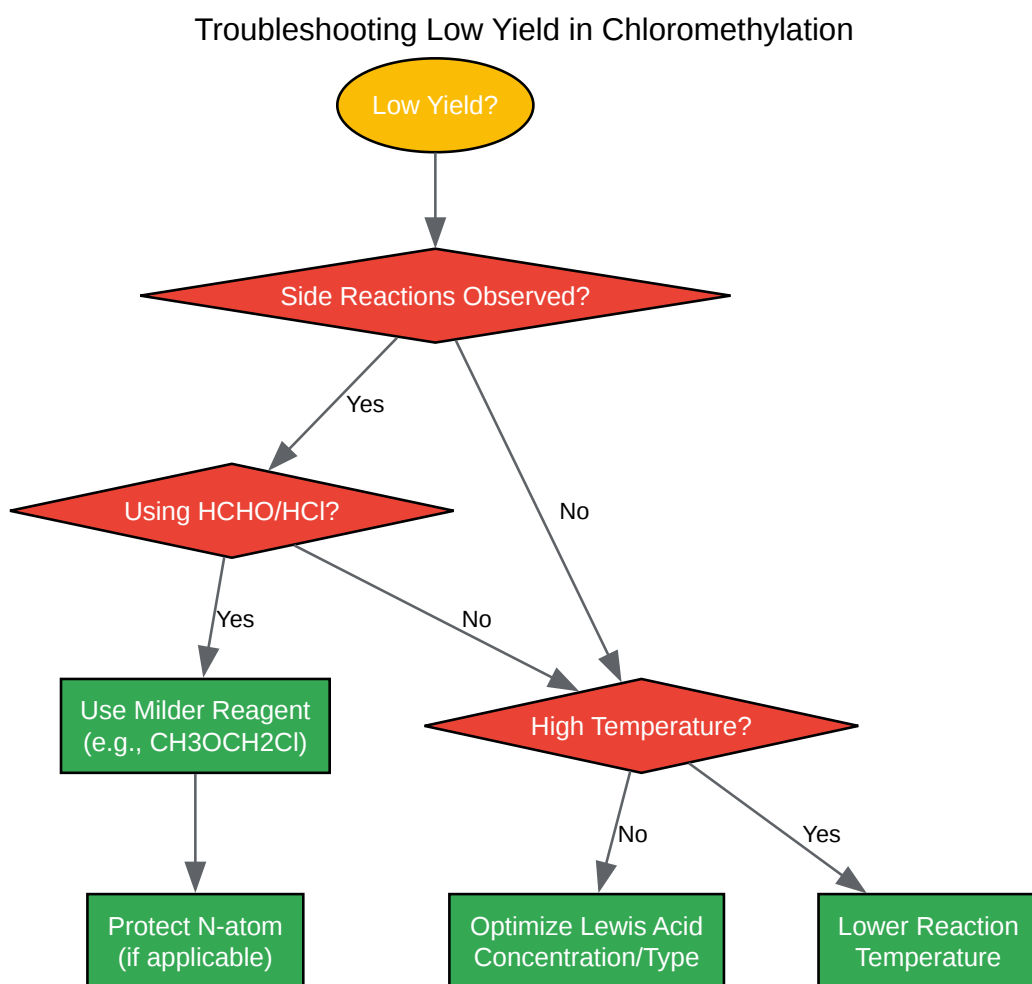 Troubleshooting Low Yield in Chloromethylation
Low Yield?
Side Reactions Observed?
Yes
No
Using HCHO/HCl?
Yes
No
Use Milder Reagent
(e.g., CH3OCH2Cl)
High Temperature?
No
Yes
Protect N-atom
(if applicable)
Optimize Lewis Acid
Concentration/Type
Lower Reaction
Temperature